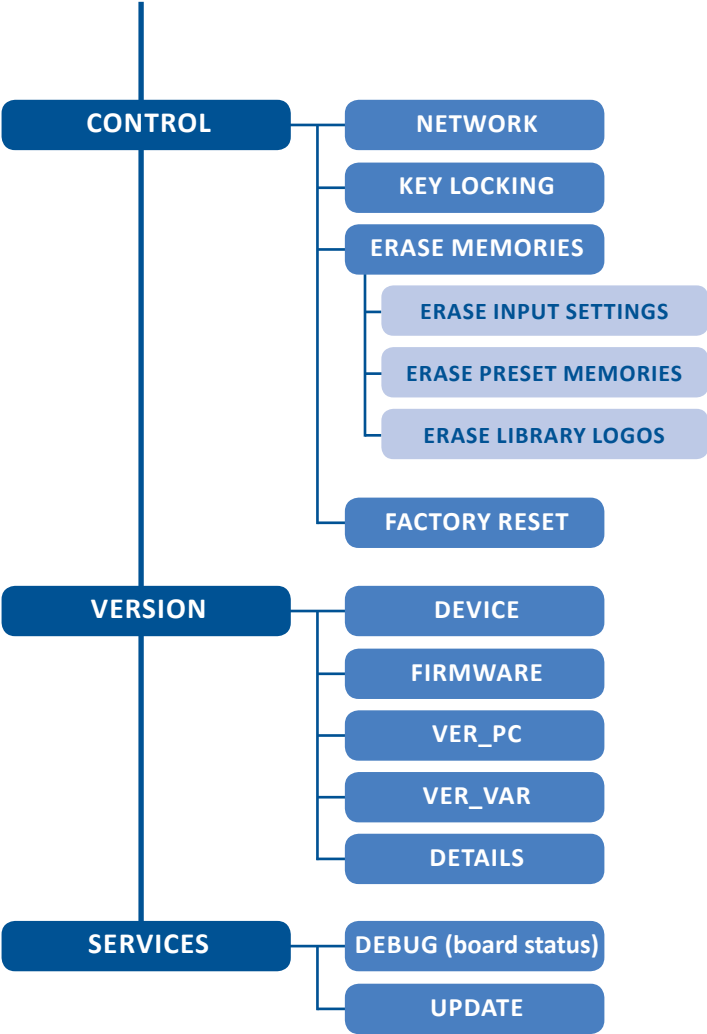 CONTROL
NETWORK
KEY LOCKING
ERASE MEMORIES
ERASE INPUT SETTINGS
ERASE PRESET MEMORIES
ERASE LIBRARY LOGOS
FACTORY RESET
VERSION
DEVICE
FIRMWARE
VER_PC
VER_VAR
DETAILS
SERVICES
DEBUG (board status)
UPDATE